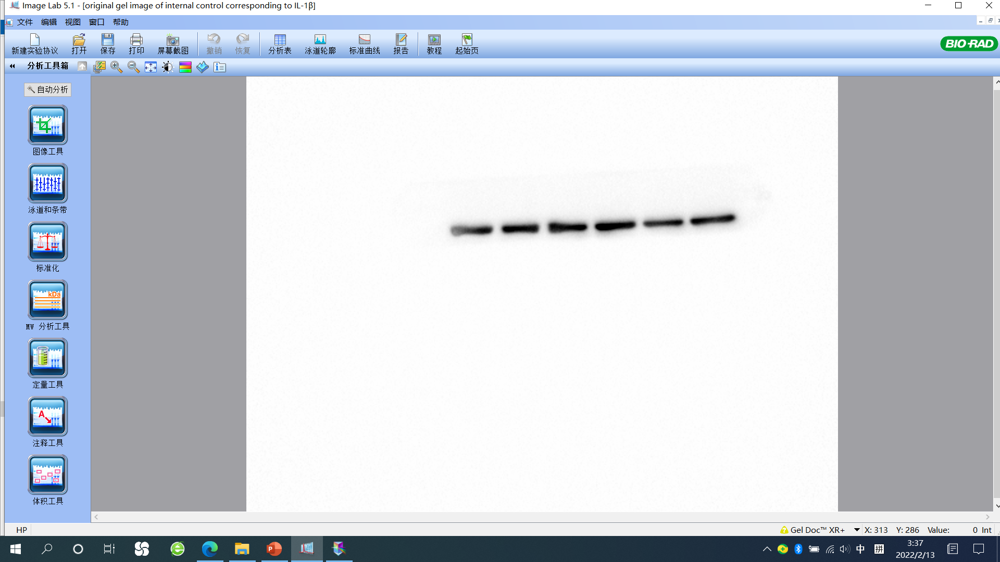 Image Lab 5.1 - [original gel image of internal control corresponding to IL-1β]
文件 编辑 视图 窗口 帮助
新建实验协议 打开 保存 打印 屏幕截图 撤销 恢复 分析表 泳道轮廓 标准曲线 报告 教程 起始页
BIO-RAD
分析工具箱
自动分析
图像工具
泳道和条带
标准化
kDa
MW 分析工具
定量工具
A
注释工具
体积工具
HP
Gel Doc™ XR+ X: 313 Y: 286 Value: 0 Int
P
中 拼
3:37
2022/2/13